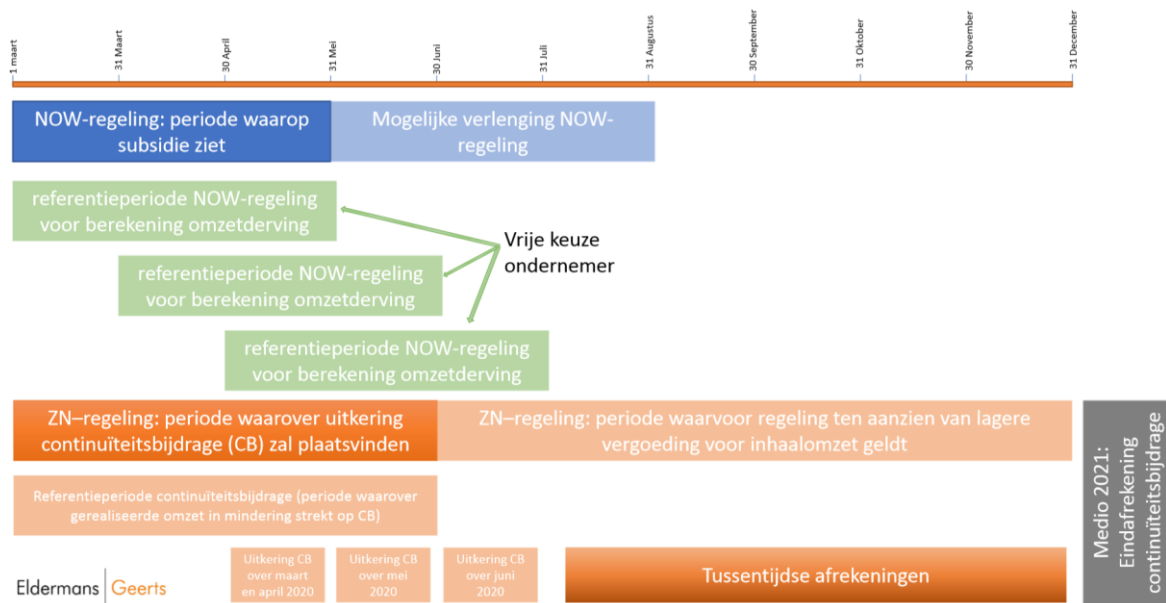 1 maart
31 Maart
30 April
31 Mei
30 Juni
31 Juli
31 Augustus
30 September
31 Oktober
30 November
31 December
NOW-regeling: periode waarop
subsidie ziet
Mogelijke verlenging NOW-
regeling
referentieperiode NOW-regeling
voor berekening omzetderving
Vrije keuze
ondernemer
referentieperiode NOW-regeling
voor berekening omzetderving
referentieperiode NOW-regeling
voor berekening omzetderving
ZN–regeling: periode waarover uitkering
continuïteitsbijdrage (CB) zal plaatsvinden
ZN–regeling: periode waarvoor regeling ten aanzien van lagere
vergoeding voor inhaalomzet geldt
Medio 2021:
Eindafrekening
continuïteitsbijdrage
Referentieperiode continuïteitsbijdrage (periode waarover
gerealiseerde omzet in mindering strekt op CB)
Uitkering CB
over maart
en april 2020
Uitkering CB
over mei
2020
Uitkering CB
over juni
2020
Tussentijdse afrekeningen
Eldermans Geerts